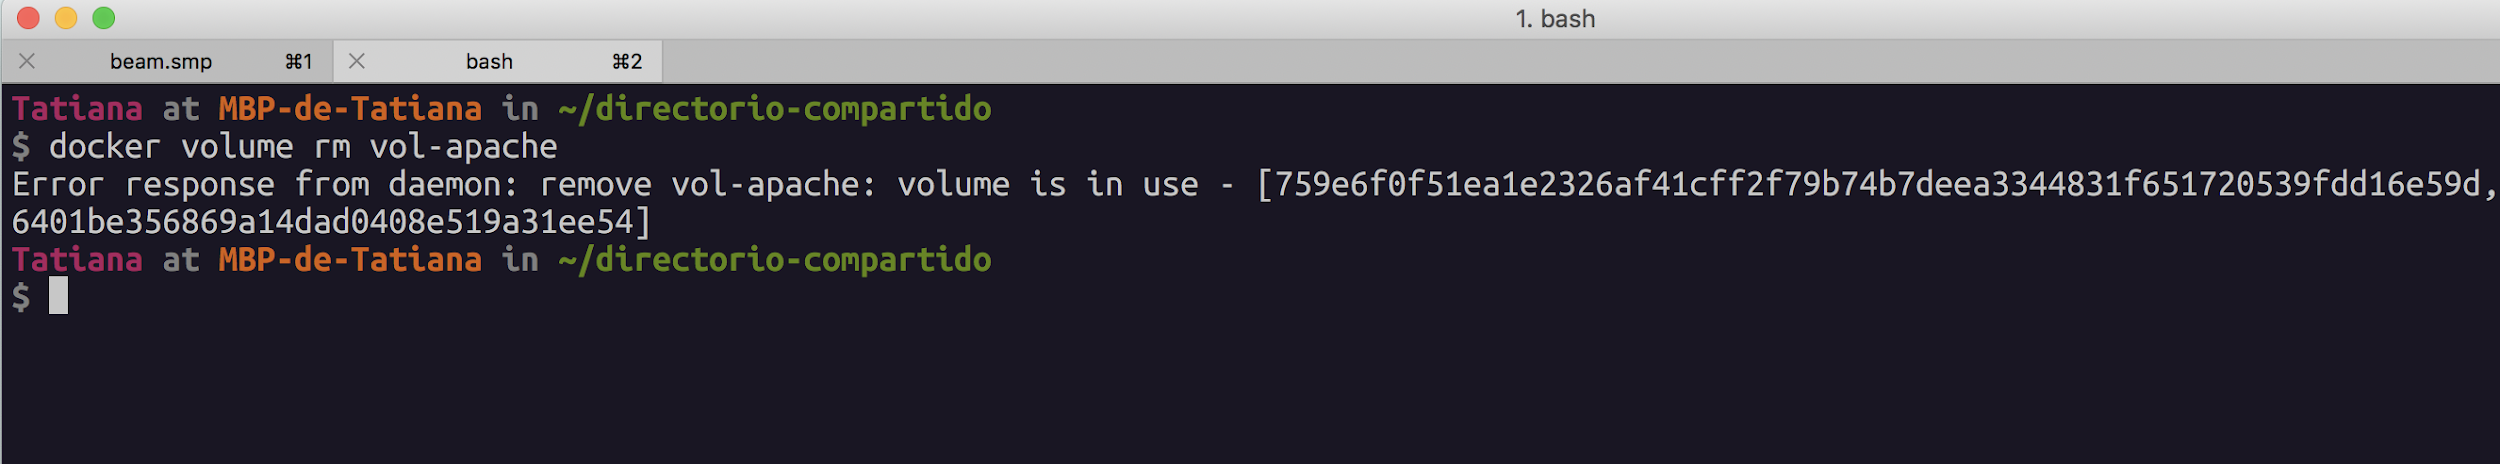 1. bash
beam.smp ⌘1 bash ⌘2
Tatiana at MBP-de-Tatiana in ~/directorio-compartido
$ docker volume rm vol-apache
Error response from daemon: remove vol-apache: volume is in use - [759e6f0f51ea1e2326af41cff2f79b74b7deea3344831f651720539fdd16e59d,
6401be356869a14dad0408e519a31ee54]
Tatiana at MBP-de-Tatiana in ~/directorio-compartido
$